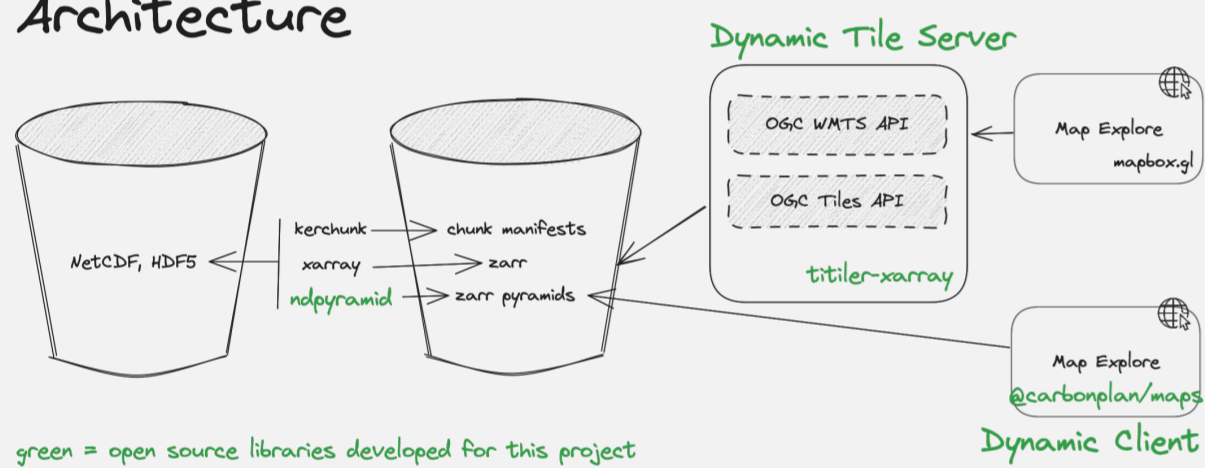 Architecture
Dynamic Tile Server
OGC WMTS API
OGC Tiles API
titiler-xarray
Map Explore
mapbox.gl
NetCDF, HDF5
kerchunk
xarray
ndpyramid
chunk manifests
zarr
zarr pyramids
Map Explore
@carbonplan/maps
Dynamic Client
green = open source libraries developed for this project